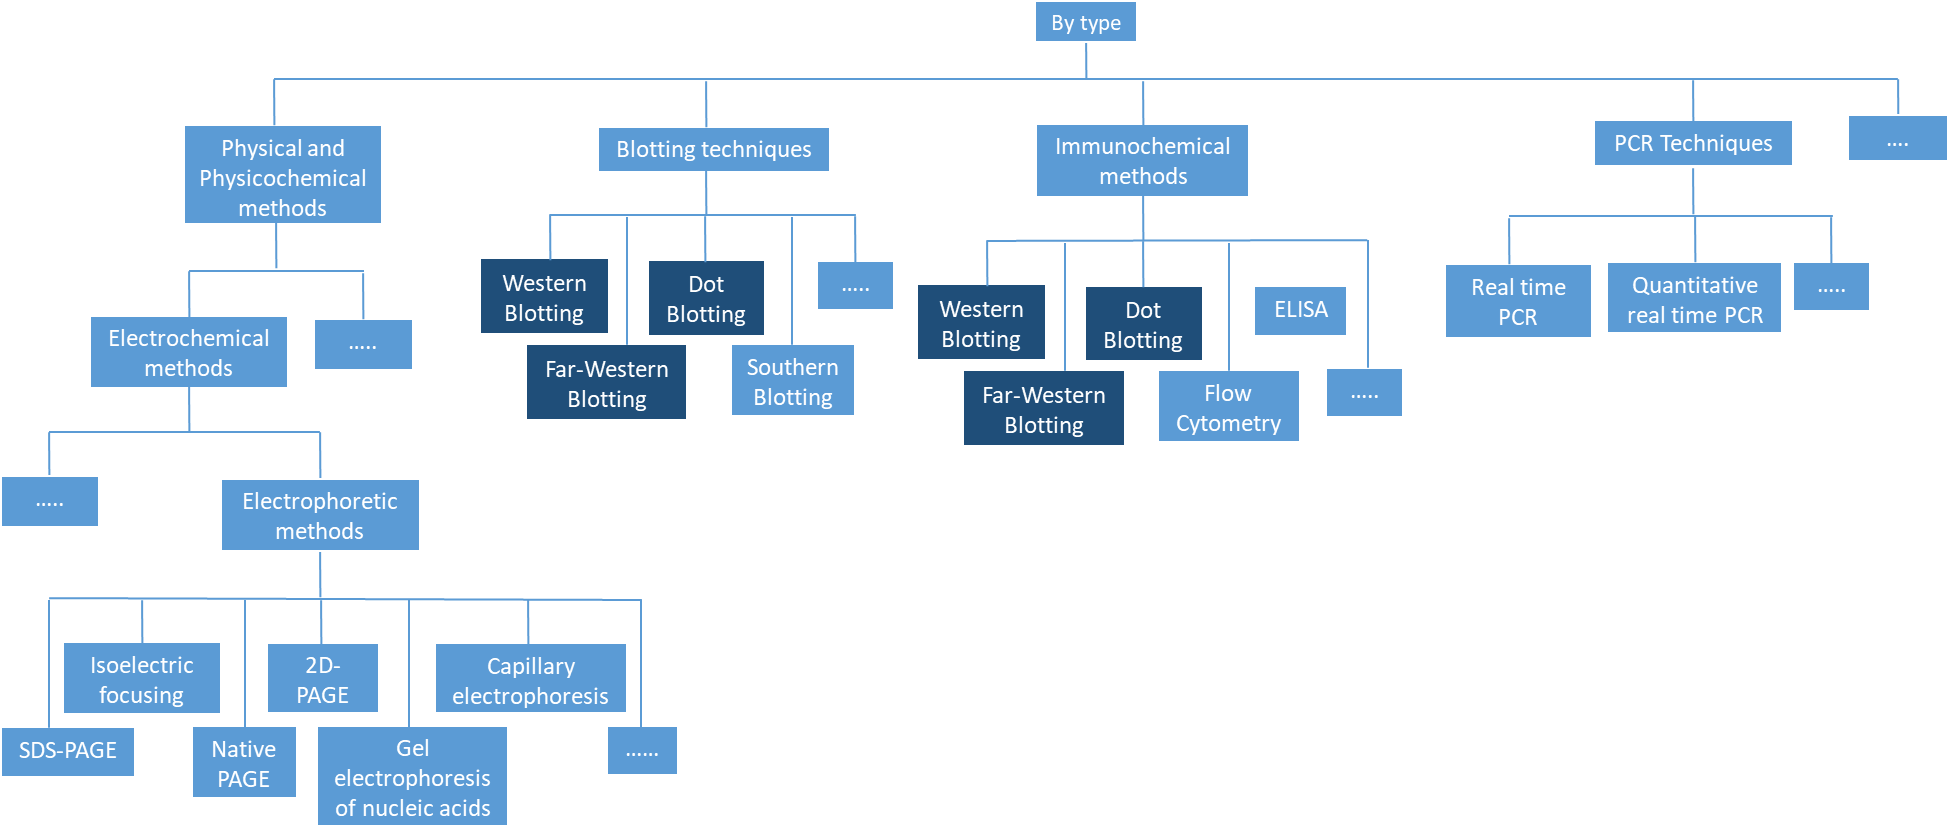 By type
Physical and
Physicochemical
methods
Blotting techniques
Immunochemical
methods
PCR Techniques
....
Electrochemical
methods
.....
Western
Blotting
Far-Western
Blotting
Dot
Blotting
Southern
Blotting
.....
Western
Blotting
Far-Western
Blotting
Dot
Blotting
Flow
Cytometry
ELISA
.....
Real time
PCR
Quantitative
real time PCR
.....
.....
Electrophoretic
methods
SDS-PAGE
Isoelectric
focusing
Native
PAGE
2D-
PAGE
Gel
electrophoresis
of nucleic acids
Capillary
electrophoresis
......